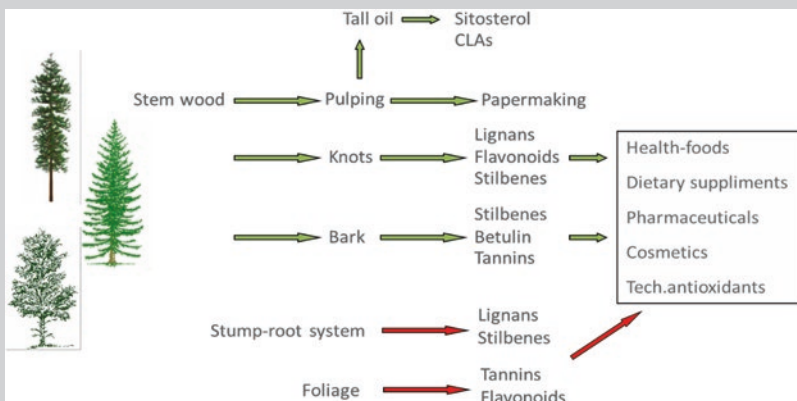 Tall oil
Sitosterol
CLAs
Stem wood
Pulping
Papermaking
Knots
Lignans
Flavonoids
Stilbenes
Bark
Stilbenes
Betulin
Tannins
Health-foods
Dietary suppliments
Pharmaceuticals
Cosmetics
Tech.antioxidants
Stump-root system
Lignans
Stilbenes
Foliage
Tannins
Flavonoids